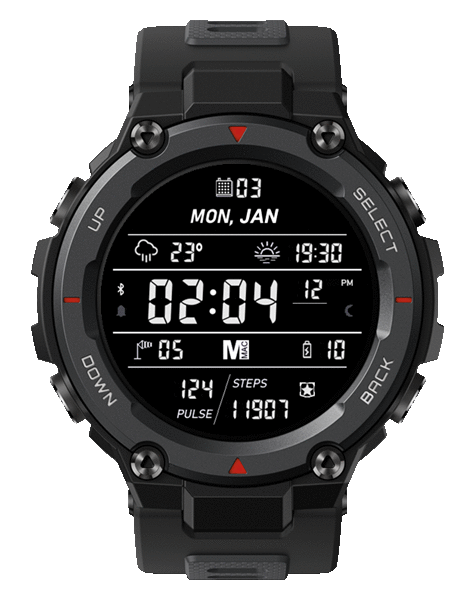 03
MON, JAN
UP
SELECT
23° 19:30
02:04 12 PM
05 M MAC 10
DOWN
BACK
124 STEPS
PULSE 11907